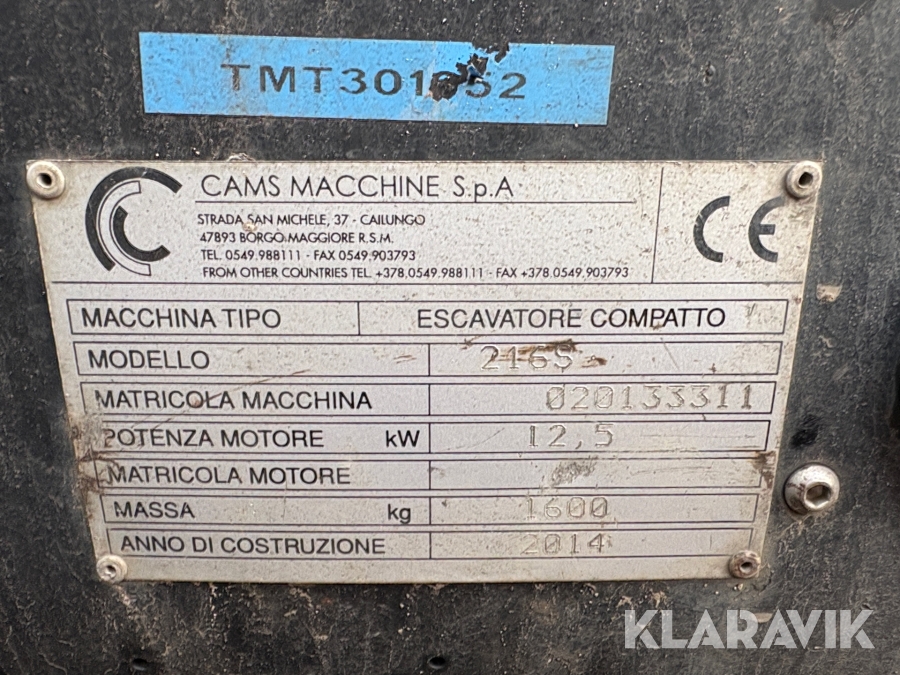 CAMS MACCHINE S.p.A
STRADA SAN MICHELE, 37 - CAILUNGO
47893 BORGO MAGGIORE R.S.M.
TEL. 0549.988111 - FAX 0549.903793
FROM OTHER COUNTRIES TEL. +378.0549.988111 - FAX +378.0549.903793
CE
MACCHINA TIPO ESCAVATORE COMPATTO
MODELLO 216S
MATRICOLA MACCHINA 020133311
POTENZA MOTORE kW 12,5
MATRICOLA MOTORE
MASSA kg 1600
ANNO DI COSTRUZIONE 2014
KLARAVIK